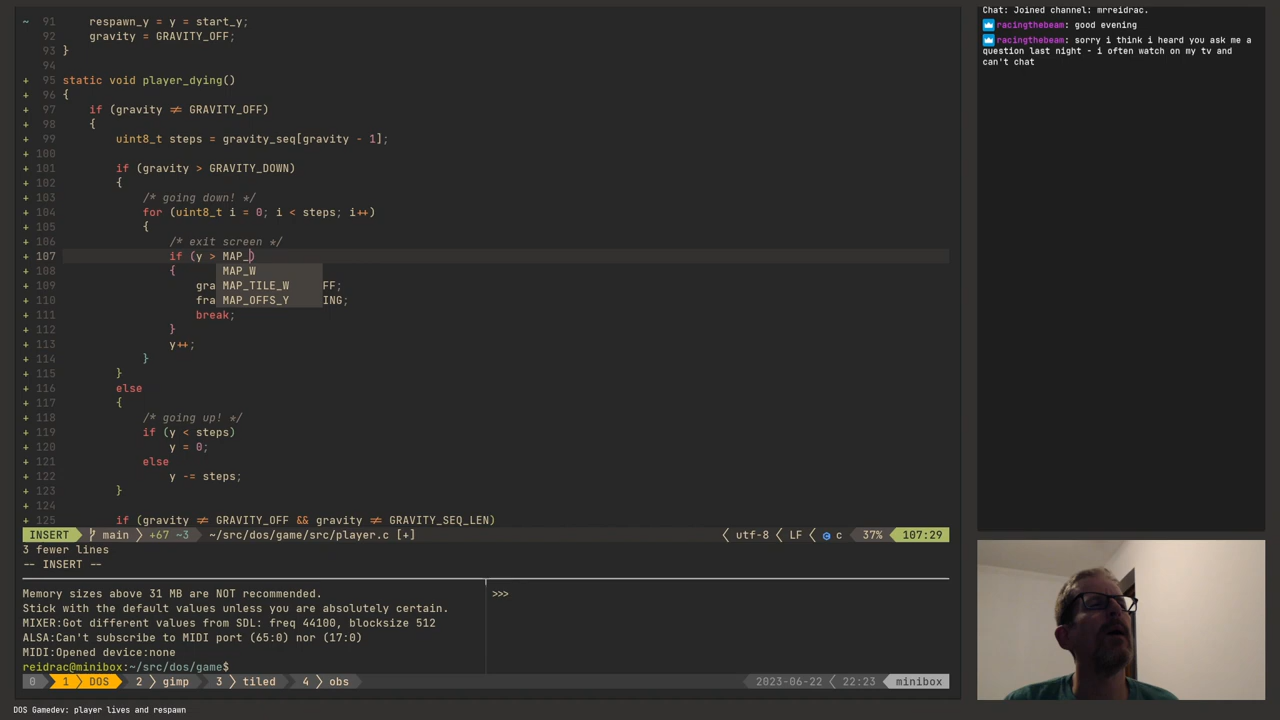 ~  91      respawn_y = y = start_y;
   92      gravity = GRAVITY_OFF;
   93  }
   94
+  95  static void player_dying()
+  96  {
+  97      if (gravity ≠ GRAVITY_OFF)
+  98      {
+  99          uint8_t steps = gravity_seq[gravity - 1];
+ 100
+ 101          if (gravity > GRAVITY_DOWN)
+ 102          {
+ 103              /* going down! */
+ 104              for (uint8_t i = 0; i < steps; i++)
+ 105              {
+ 106                  /* exit screen */
+ 107                  if (y > MAP_)
+ 108                  {      MAP_W
+ 109                      gra MAP_TILE_W FF;
+ 110                      fra MAP_OFFS_Y ING;
+ 111                      break;
+ 112                  }
+ 113                  y++;
+ 114              }
+ 115          }
+ 116          else
+ 117          {
+ 118              /* going up! */
+ 119              if (y < steps)
+ 120                  y = 0;
+ 121              else
+ 122                  y -= steps;
+ 123          }
+ 124
+ 125          if (gravity ≠ GRAVITY_OFF && gravity ≠ GRAVITY_SEQ_LEN)
INSERT main +67 ~3 ~/src/dos/game/src/player.c [+] utf-8 LF c 37% 107:29
3 fewer lines
-- INSERT --
Memory sizes above 31 MB are NOT recommended.
Stick with the default values unless you are absolutely certain.
MIXER:Got different values from SDL: freq 44100, blocksize 512
ALSA:Can't subscribe to MIDI port (65:0) nor (17:0)
MIDI:Opened device:none
reidrac@minibox:~/src/dos/game$
>>>
0 1 DOS 2 gimp 3 tiled 4 obs 2023-06-22 22:23 minibox
DOS Gamedev: player lives and respawn
Chat: Joined channel: mrreidrac.
racingthebeam: good evening
racingthebeam: sorry i think i heard you ask me a
question last night - i often watch on my tv and
can't chat